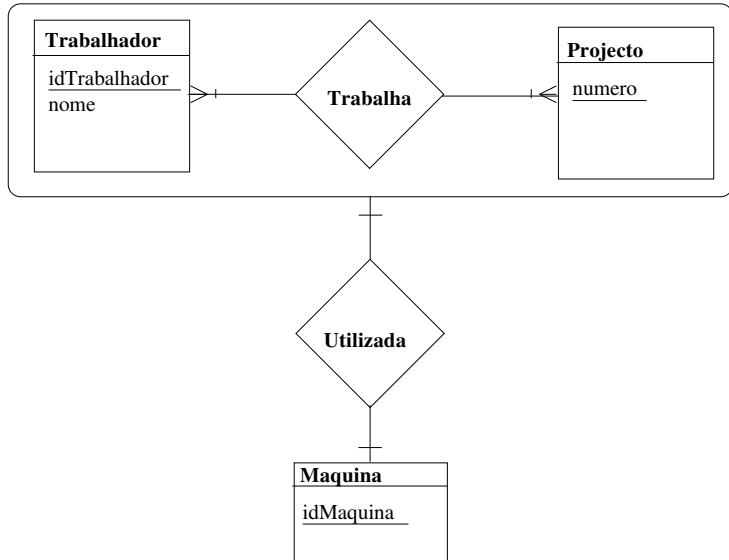 Trabalhador
idTrabalhador
nome
Trabalha
Projecto
numero
Utilizada
Maquina
idMaquina